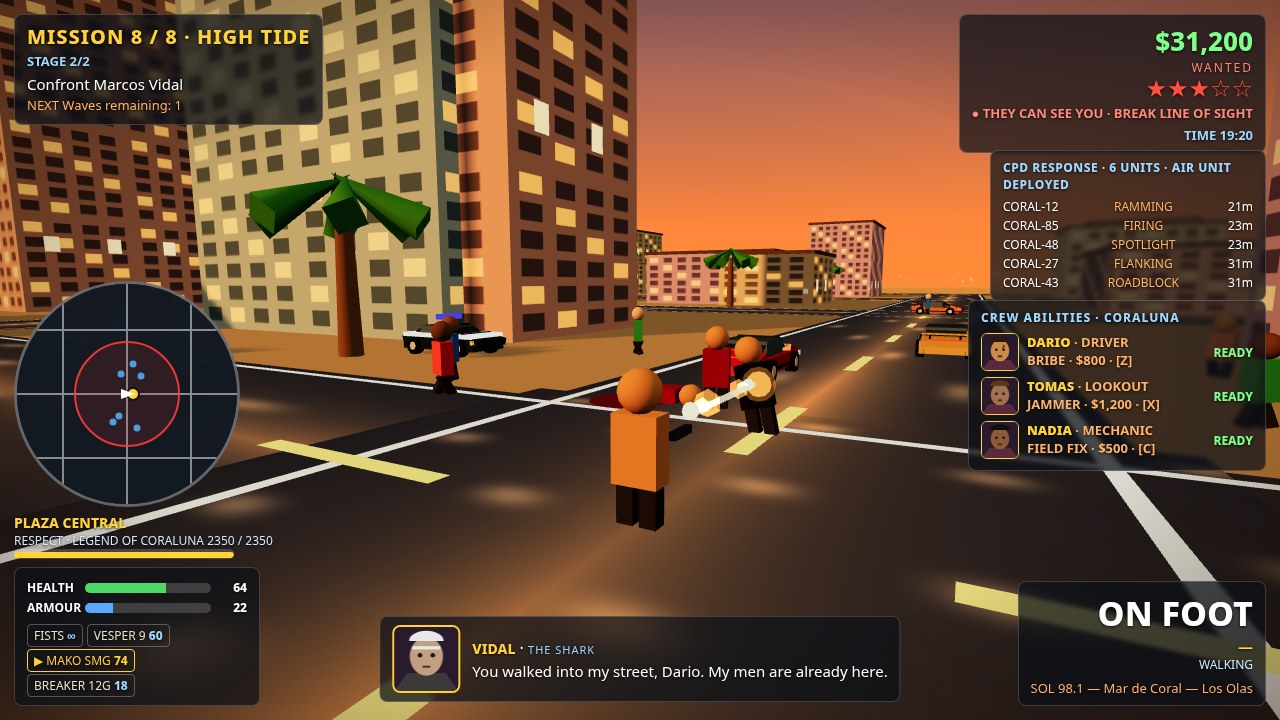 MISSION 8 / 8 · HIGH TIDE
STAGE 2/2
Confront Marcos Vidal
NEXT Waves remaining: 1
$31,200
WANTED
★★★☆☆
● THEY CAN SEE YOU · BREAK LINE OF SIGHT
TIME 19:20
CPD RESPONSE · 6 UNITS · AIR UNIT
DEPLOYED
CORAL-12 RAMMING 21m
CORAL-85 FIRING 23m
CORAL-48 SPOTLIGHT 23m
CORAL-27 FLANKING 31m
CORAL-43 ROADBLOCK 31m
CREW ABILITIES · CORALUNA
DARIO · DRIVER
BRIBE · $800 · [Z] READY
TOMAS · LOOKOUT
JAMMER · $1,200 · [X] READY
NADIA · MECHANIC
FIELD FIX · $500 · [C] READY
PLAZA CENTRAL
RESPECT · LEGEND OF CORALUNA 2350 / 2350
HEALTH 64
ARMOUR 22
FISTS ∞ VESPER 9 60
▶ MAKO SMG 74
BREAKER 12G 18
VIDAL · THE SHARK
You walked into my street, Dario. My men are already here.
ON FOOT
—
WALKING
SOL 98.1 — Mar de Coral — Los Olas